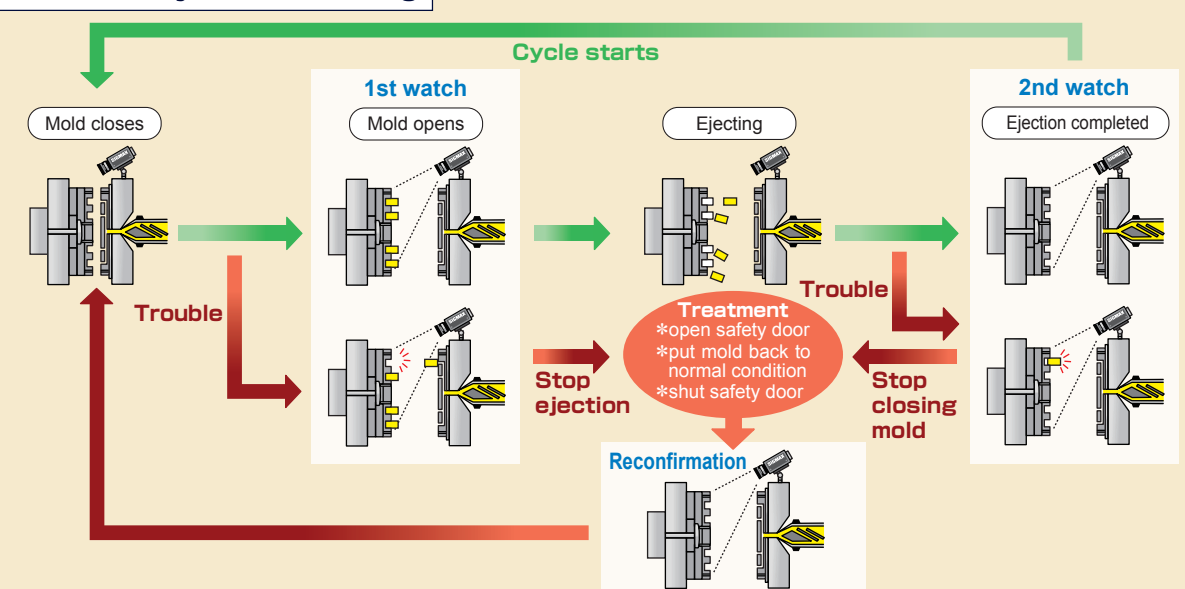 Cycle starts
1st watch
2nd watch
Mold closes
Mold opens
Ejecting
Ejection completed
Trouble
Trouble
Treatment
*open safety door
*put mold back to
normal condition
*shut safety door
Stop
ejection
Stop
closing
mold
Reconfirmation